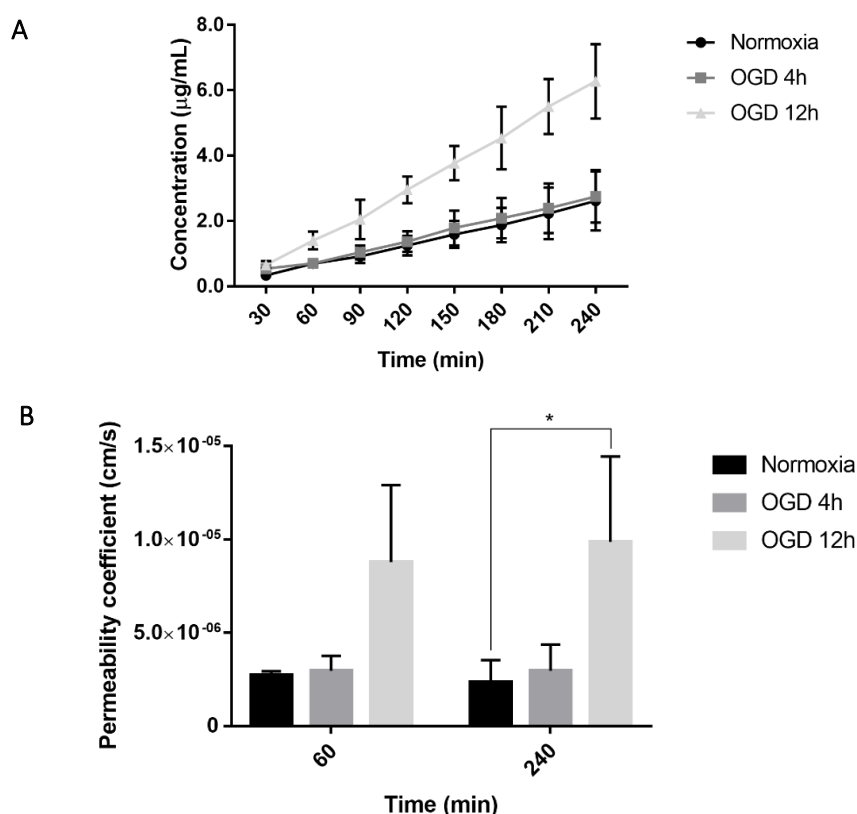 A
Concentration (μg/mL)
8.0
6.0
4.0
2.0
0.0
30 60 90 120 150 180 210 240
Time (min)
Normoxia
OGD 4h
OGD 12h
B
Permeability coefficient (cm/s)
1.5×10⁻⁰⁵
1.0×10⁻⁰⁵
5.0×10⁻⁰⁶
0
*
60 240
Time (min)
Normoxia
OGD 4h
OGD 12h